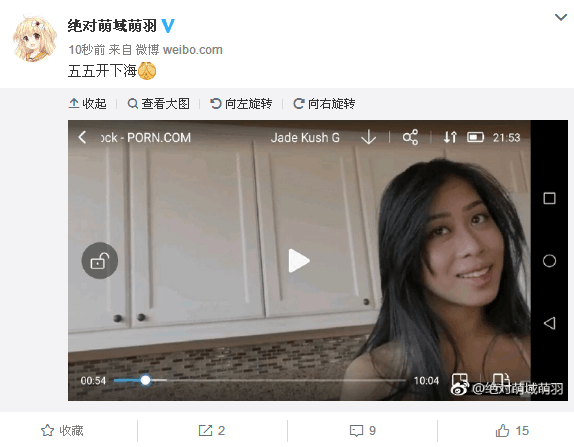 绝对萌域萌羽
10秒前 来自 微博 weibo.com
五五开下海
收起 查看大图 向左旋转 向右旋转
ock - PORN.COM Jade Kush G 21:53
00:54 10:04
@绝对萌域萌羽
收藏 2 9 15